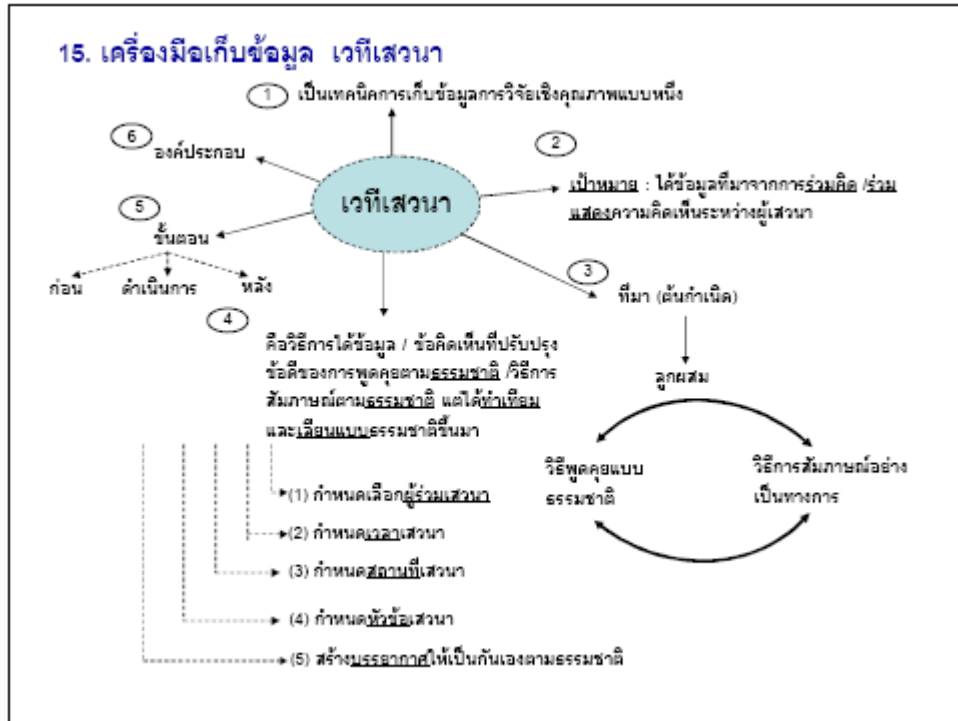 15. เครื่องมือเก็บข้อมูล เวทีเสวนา
1 เป็นเทคนิคการเก็บข้อมูลการวิจัยเชิงคุณภาพแบบหนึ่ง
6
องค์ประกอบ
2
เวทีเสวนา
เป้าหมาย : ได้ข้อมูลที่มาจากการร่วมคิด /ร่วม
แสดงความคิดเห็นระหว่างผู้เสวนา
5
ขั้นตอน
ก่อน ดำเนินการ หลัง
3
ที่มา (ต้นกำเนิด)
4
คือวิธีการได้ข้อมูล / ข้อคิดเห็นที่ปรับปรุง
ข้อดีของการพูดคุยตามธรรมชาติ /วิธีการ
สัมภาษณ์ตามธรรมชาติ แต่ได้ทำเทียม
และเลียนแบบธรรมชาติขึ้นมา
ลูกผสม
วิธีพูดคุยแบบ
ธรรมชาติ
วิธีการสัมภาษณ์อย่าง
เป็นทางการ
(1) กำหนดเลือกผู้ร่วมเสวนา
(2) กำหนดเวลาเสวนา
(3) กำหนดสถานที่เสวนา
(4) กำหนดหัวข้อเสวนา
(5) สร้างบรรยากาศให้เป็นกันเองตามธรรมชาติ